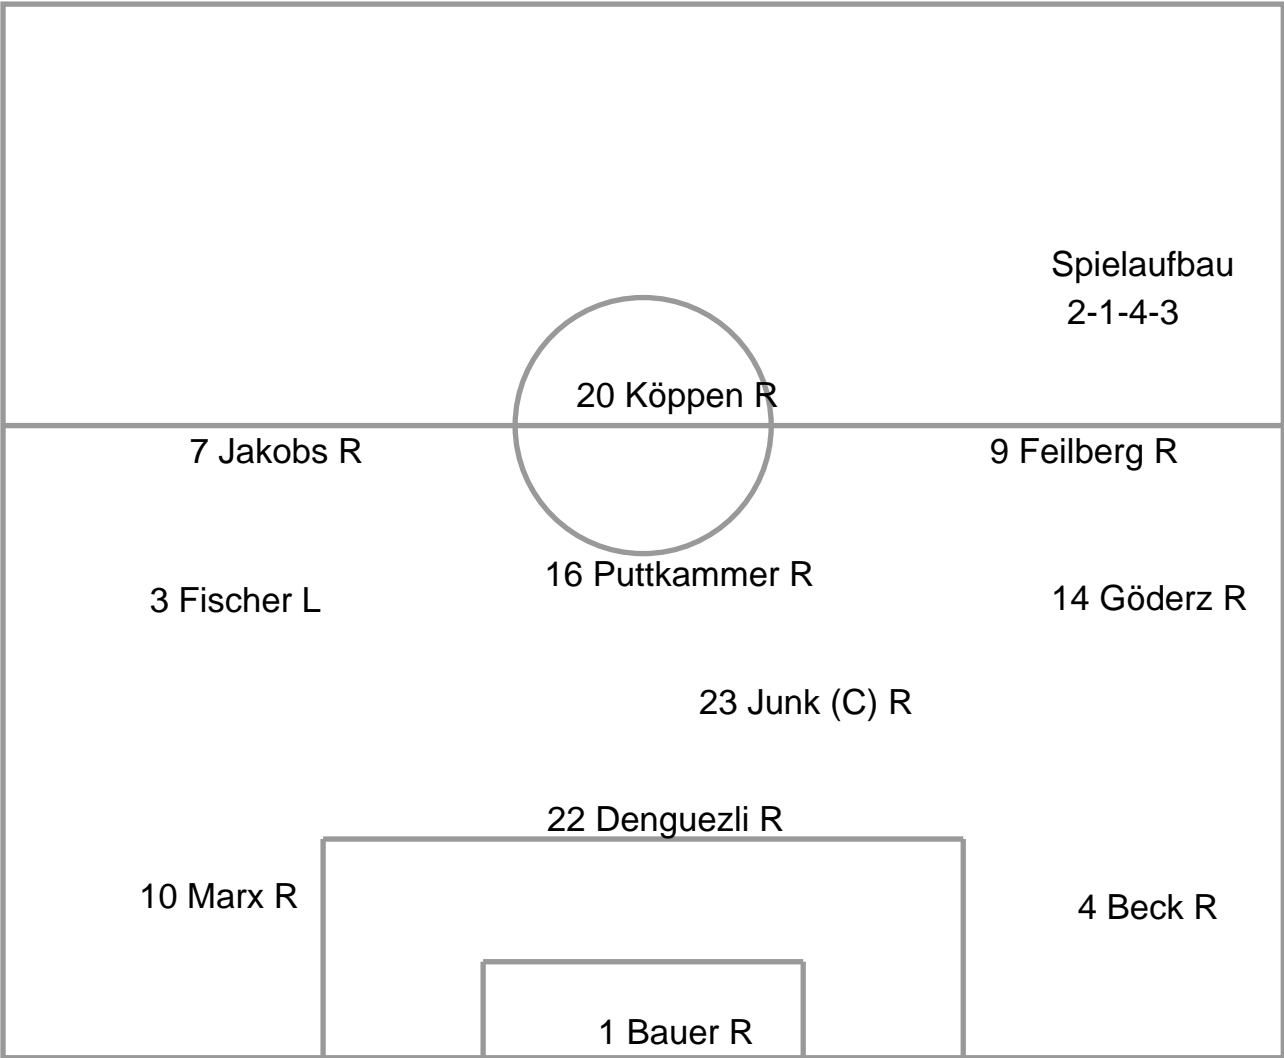 Spielaufbau
2-1-4-3
20 Köppen R
7 Jakobs R
9 Feilberg R
16 Puttkammer R
3 Fischer L
14 Göderz R
23 Junk (C) R
22 Denguezli R
10 Marx R
4 Beck R
1 Bauer R